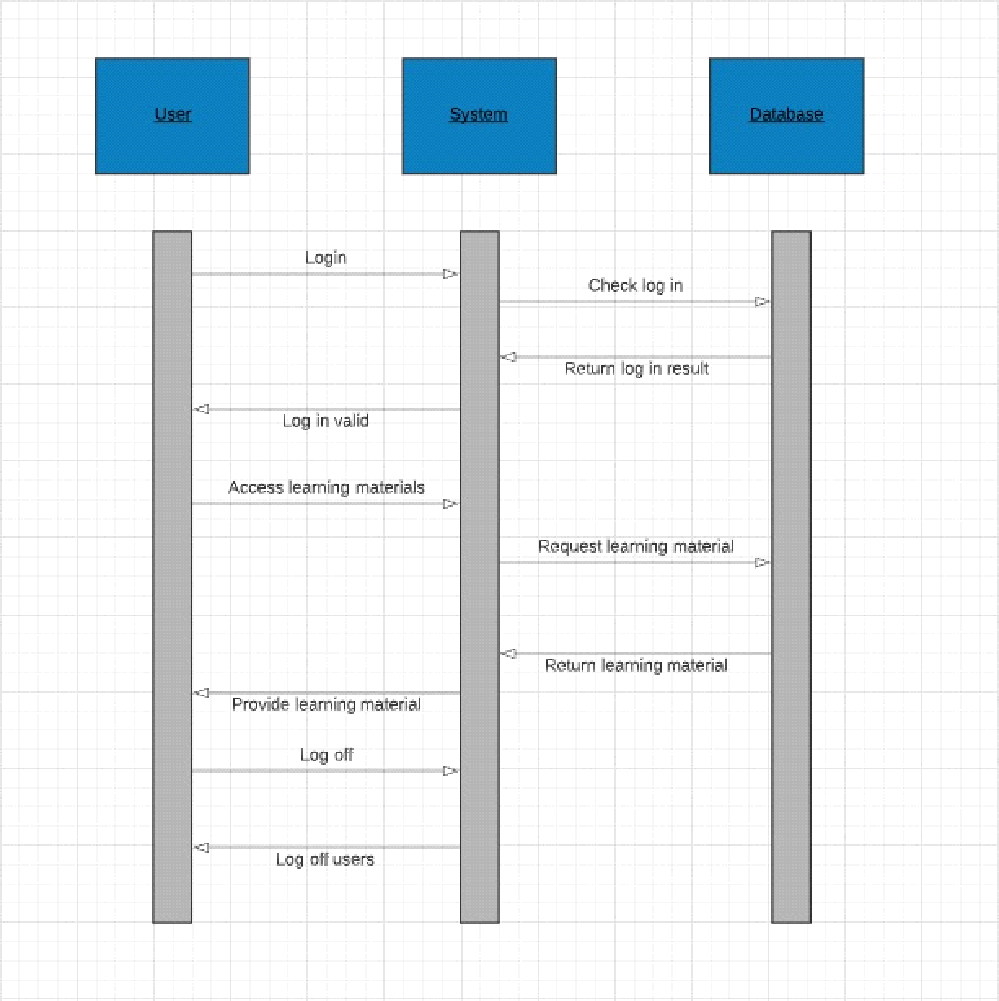 User
System
Database
Login
Check log in
Return log in result
Log in valid
Access learning materials
Request learning material
Return learning material
Provide learning material
Log off
Log off users